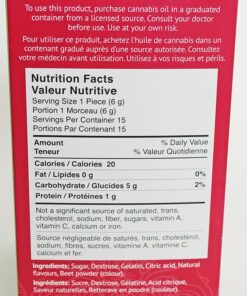 To use this product, purchase cannabis oil in a graduated
container from a licensed source. Consult your doctor
before use. Use at your own risk.
Pour utiliser ce produit, achetez l'huile de cannabis dans un
contenant gradué auprès d'une source autorisée. Consultez
votre médecin avant utilisation. Utilisez à vos risques et périls.
Nutrition Facts
Valeur Nutritive
Serving Size 1 Piece (6 g)
Portion 1 Morceau (6 g)
Servings Per Container 15
Portions Par Contenant 15
Amount % Daily Value
Teneur % Valeur Quotidienne
Calories / Calories 20
Fat / Lipides 0 g 0%
Carbohydrate / Glucides 5 g 2%
Protein / Protéines 1 g
Not a significant source of saturated, trans,
cholesterol, sodium, fiber, sugars, vitamin A,
vitamin C, calcium or iron.
Source négligeable de saturés, trans, cholesterol,
sodium, fibres, sucres, vitamine A, vitamine C,
calcium et fer.
Ingredients: Sugar, Dextrose, Gelatin, Citric acid, Natural
flavours, Beet powder (colour).
Ingrédients: Sucre, Dextrose, Gélatine, Acid citrique,
Saveurs naturelles, Betterave en poudre
(couleur).